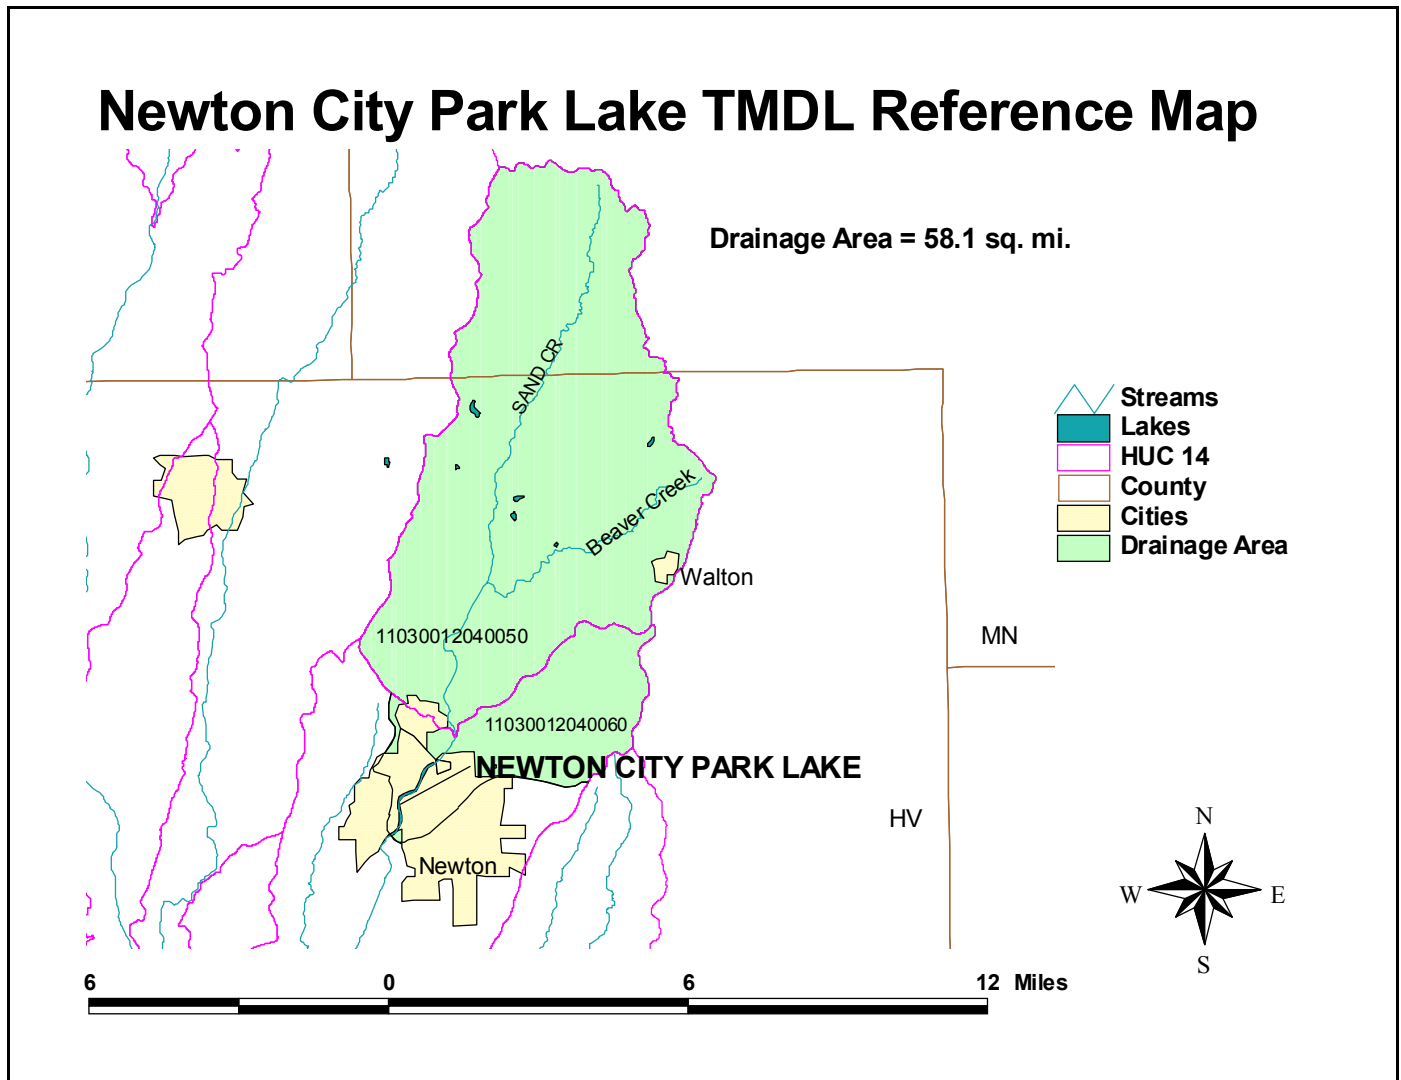 Newton City Park Lake TMDL Reference Map
Drainage Area = 58.1 sq. mi.
SAND CR
Streams
Lakes
HUC 14
County
Cities
Drainage Area
Beaver Creek
Walton
11030012040050
MN
11030012040060
NEWTON CITY PARK LAKE
HV
Newton
N
W
E
S
6 0 6 12 Miles